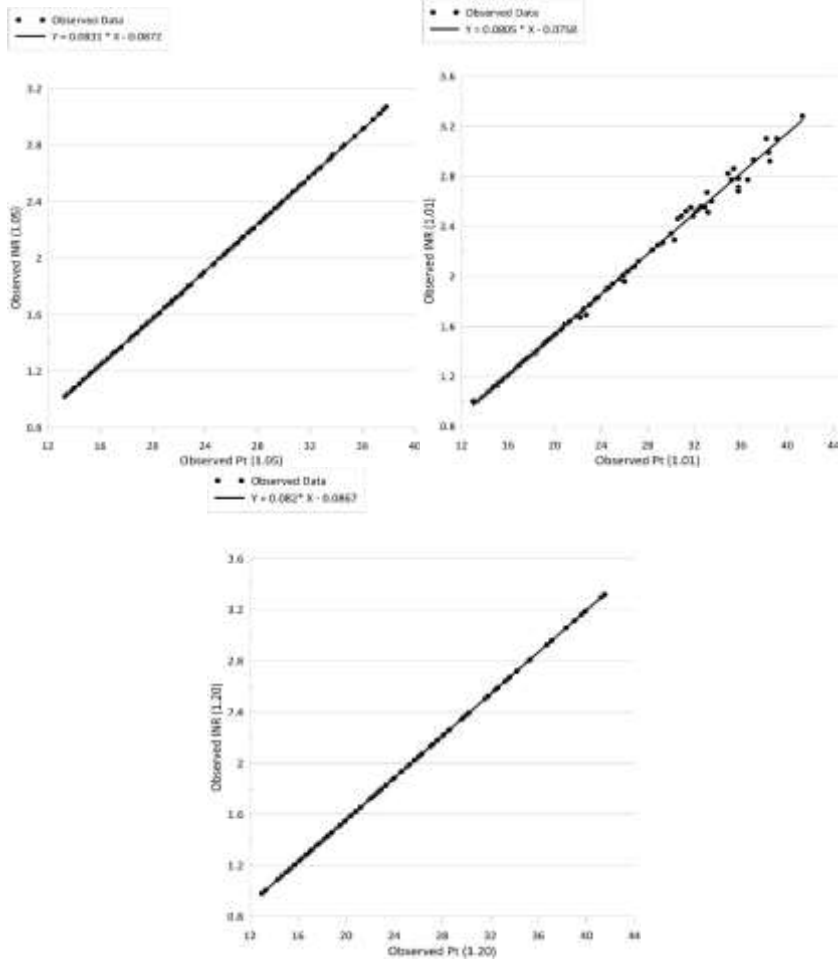 Observed Data
Y = 0.0831 * X - 0.0872
3.2
2.8
2.4
2
1.6
1.2
0.8
12 16 20 24 28 32 36 40
Observed INR (1.05)
Observed Pt (1.05)
Observed Data
Y = 0.0805 * X - 0.0758
3.6
3.2
2.8
2.4
2
1.6
1.2
0.8
12 16 20 24 28 32 36 40 44
Observed INR (1.01)
Observed Pt (1.01)
Observed Data
Y = 0.082* X - 0.0867
3.6
3.2
2.8
2.4
2
1.6
1.2
0.8
12 16 20 24 28 32 36 40 44
Observed INR (1.20)
Observed Pt (1.20)